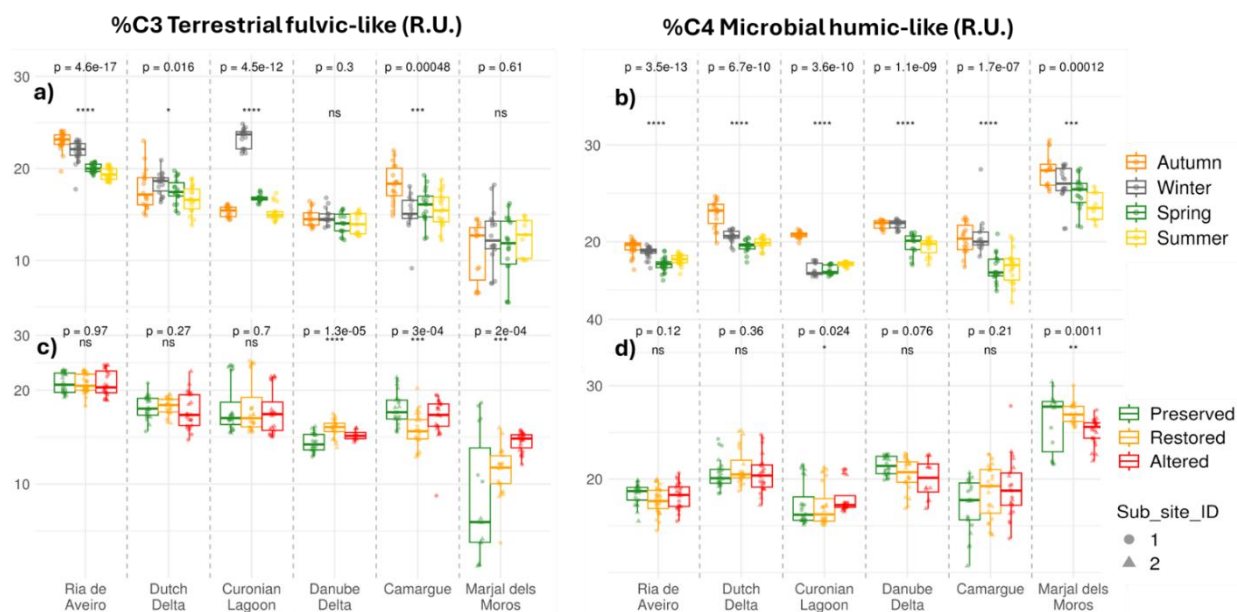 %C3 Terrestrial fulvic-like (R.U.)
%C4 Microbial humic-like (R.U.)
a)
30
20
10
p = 4.6e-17
p = 0.016
p = 4.5e-12
p = 0.3
p = 0.00048
p = 0.61
****
*
****
ns
***
ns
b)
30
20
p = 3.5e-13
p = 6.7e-10
p = 3.6e-10
p = 1.1e-09
p = 1.7e-07
p = 0.00012
****
****
****
****
****
***
Autumn
Winter
Spring
Summer
c)
30
20
10
p = 0.97
p = 0.27
p = 0.7
p = 1.3e-05
p = 3e-04
p = 2e-04
ns
ns
ns
****
***
***
Ria de
Aveiro
Dutch
Delta
Curonian
Lagoon
Danube
Delta
Camargue
Marjal dels
Moros
d)
40
30
20
p = 0.12
p = 0.36
p = 0.024
p = 0.076
p = 0.21
p = 0.0011
ns
ns
*
ns
ns
**
Ria de
Aveiro
Dutch
Delta
Curonian
Lagoon
Danube
Delta
Camargue
Marjal dels
Moros
Preserved
Restored
Altered
Sub_site_ID
1
2